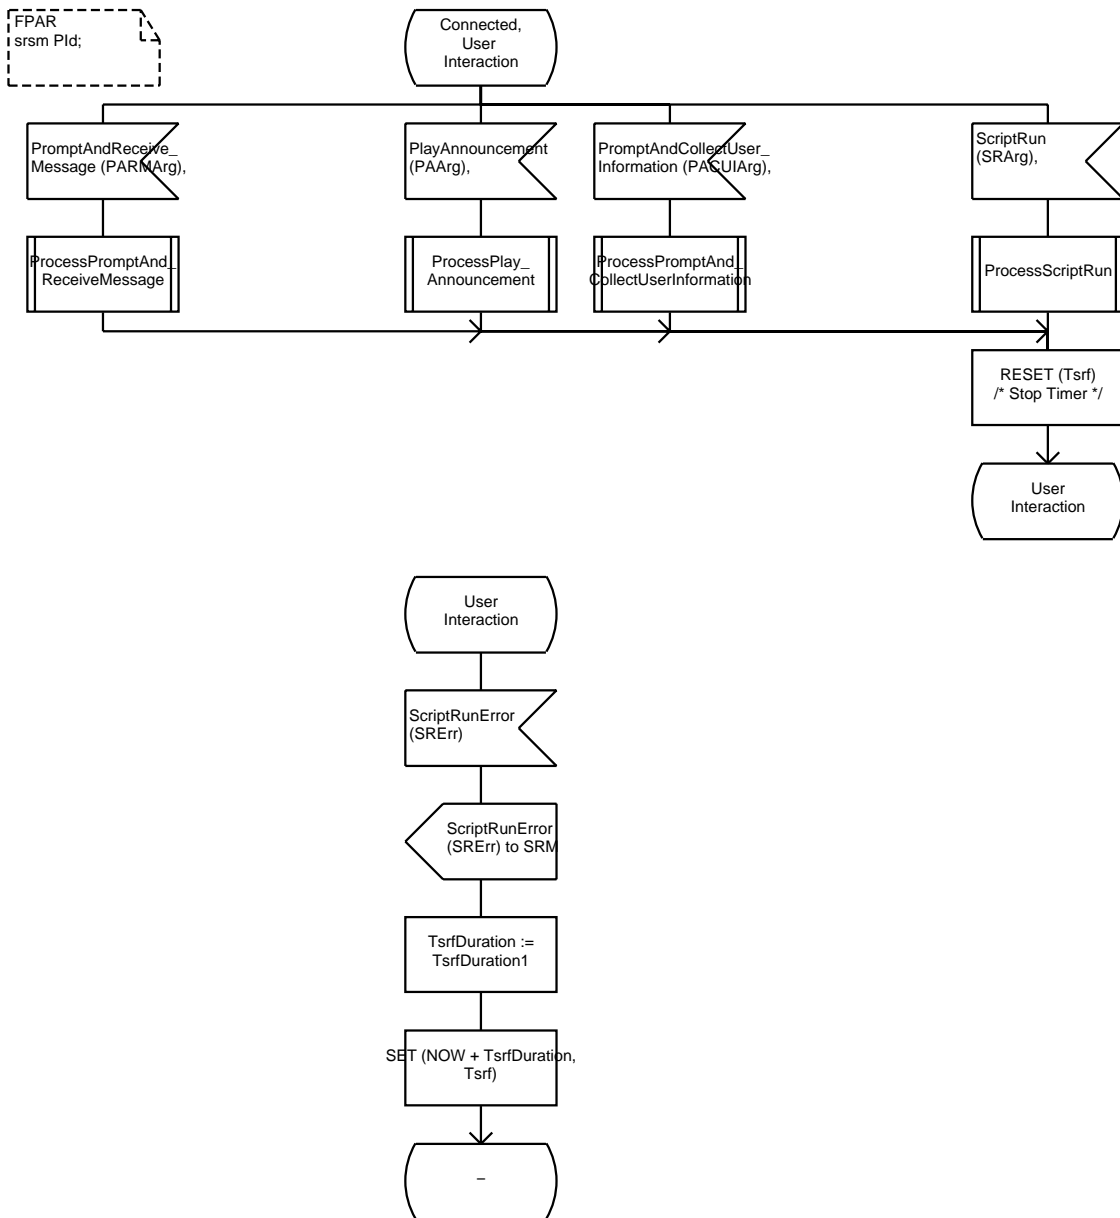 FPAR
srsm PId;
Connected,
User
Interaction
PromptAndReceive_
Message (PARMArg),
PlayAnnouncement
(PAArg),
PromptAndCollectUser_
Information (PACUIArg),
ScriptRun
(SRArg),
ProcessPromptAnd_
ReceiveMessage
ProcessPlay_
Announcement
ProcessPromptAnd_
CollectUserInformation
ProcessScriptRun
RESET (Tsrf)
/* Stop Timer */
User
Interaction
User
Interaction
ScriptRunError
(SRErr)
ScriptRunError
(SRErr) to SRM
TsrfDuration :=
TsrfDuration1
SET (NOW + TsrfDuration,
Tsrf)
–